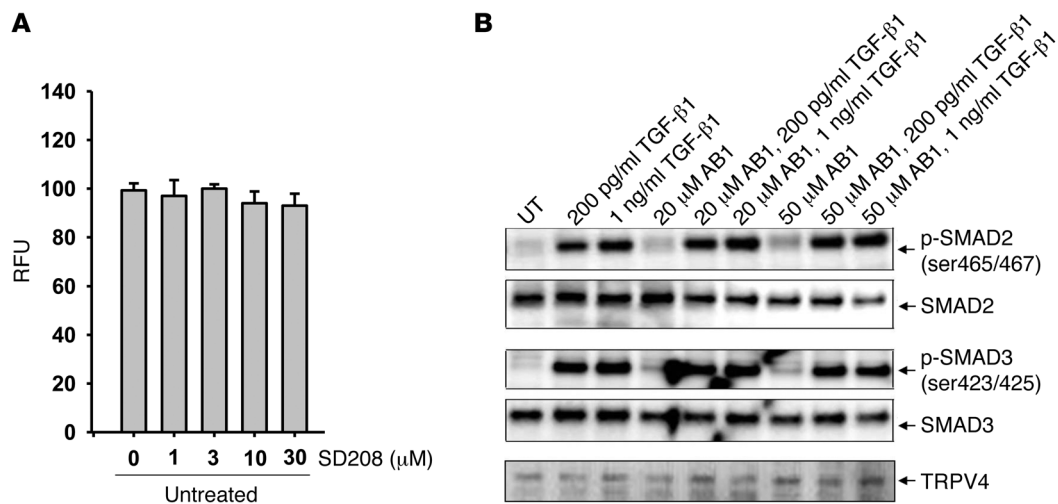 A
140
120
100
80
60
40
20
0
RFU
0 1 3 10 30 SD208 (μM)
Untreated
B
UT
200 pg/ml TGF-β1
1 ng/ml TGF-β1
20 μM AB1
20 μM AB1, 200 pg/ml TGF-β1
20 μM AB1, 1 ng/ml TGF-β1
50 μM AB1
50 μM AB1, 200 pg/ml TGF-β1
50 μM AB1, 1 ng/ml TGF-β1
p-SMAD2
(ser465/467)
SMAD2
p-SMAD3
(ser423/425)
SMAD3
TRPV4